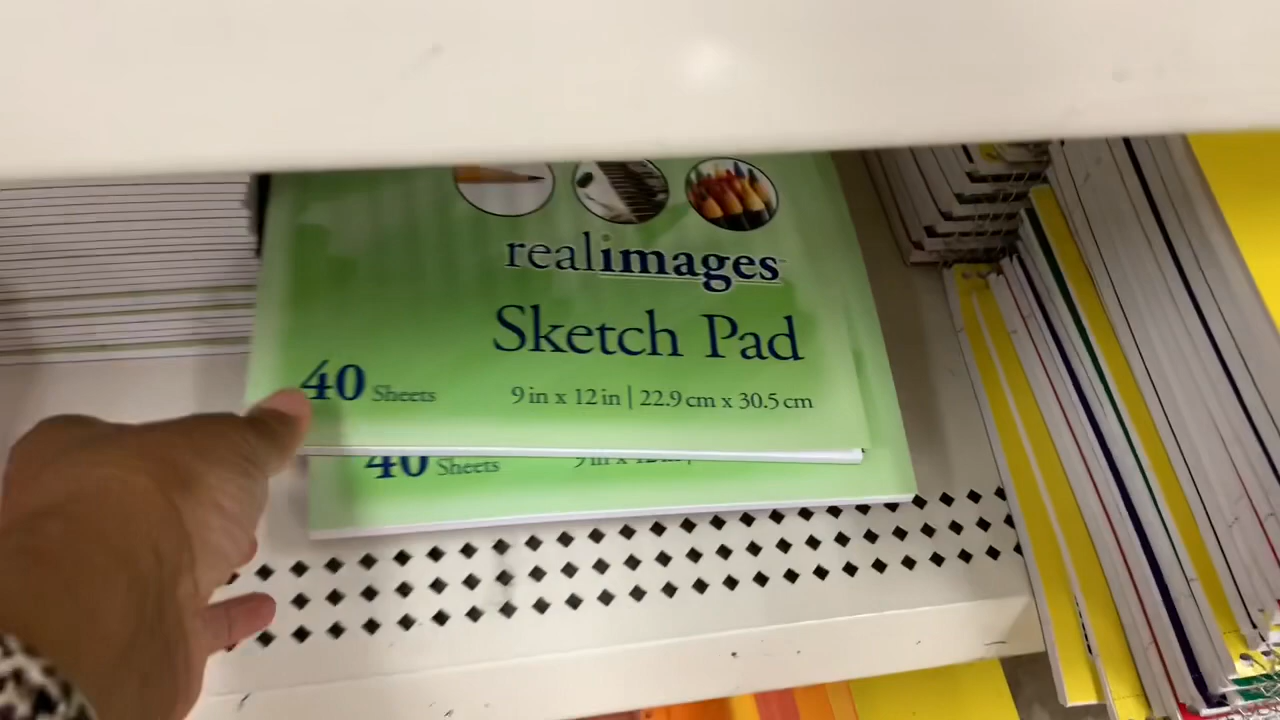 realimages
Sketch Pad
40 Sheets
9 in x 12 in | 22.9 cm x 30.5 cm
40 Sheets